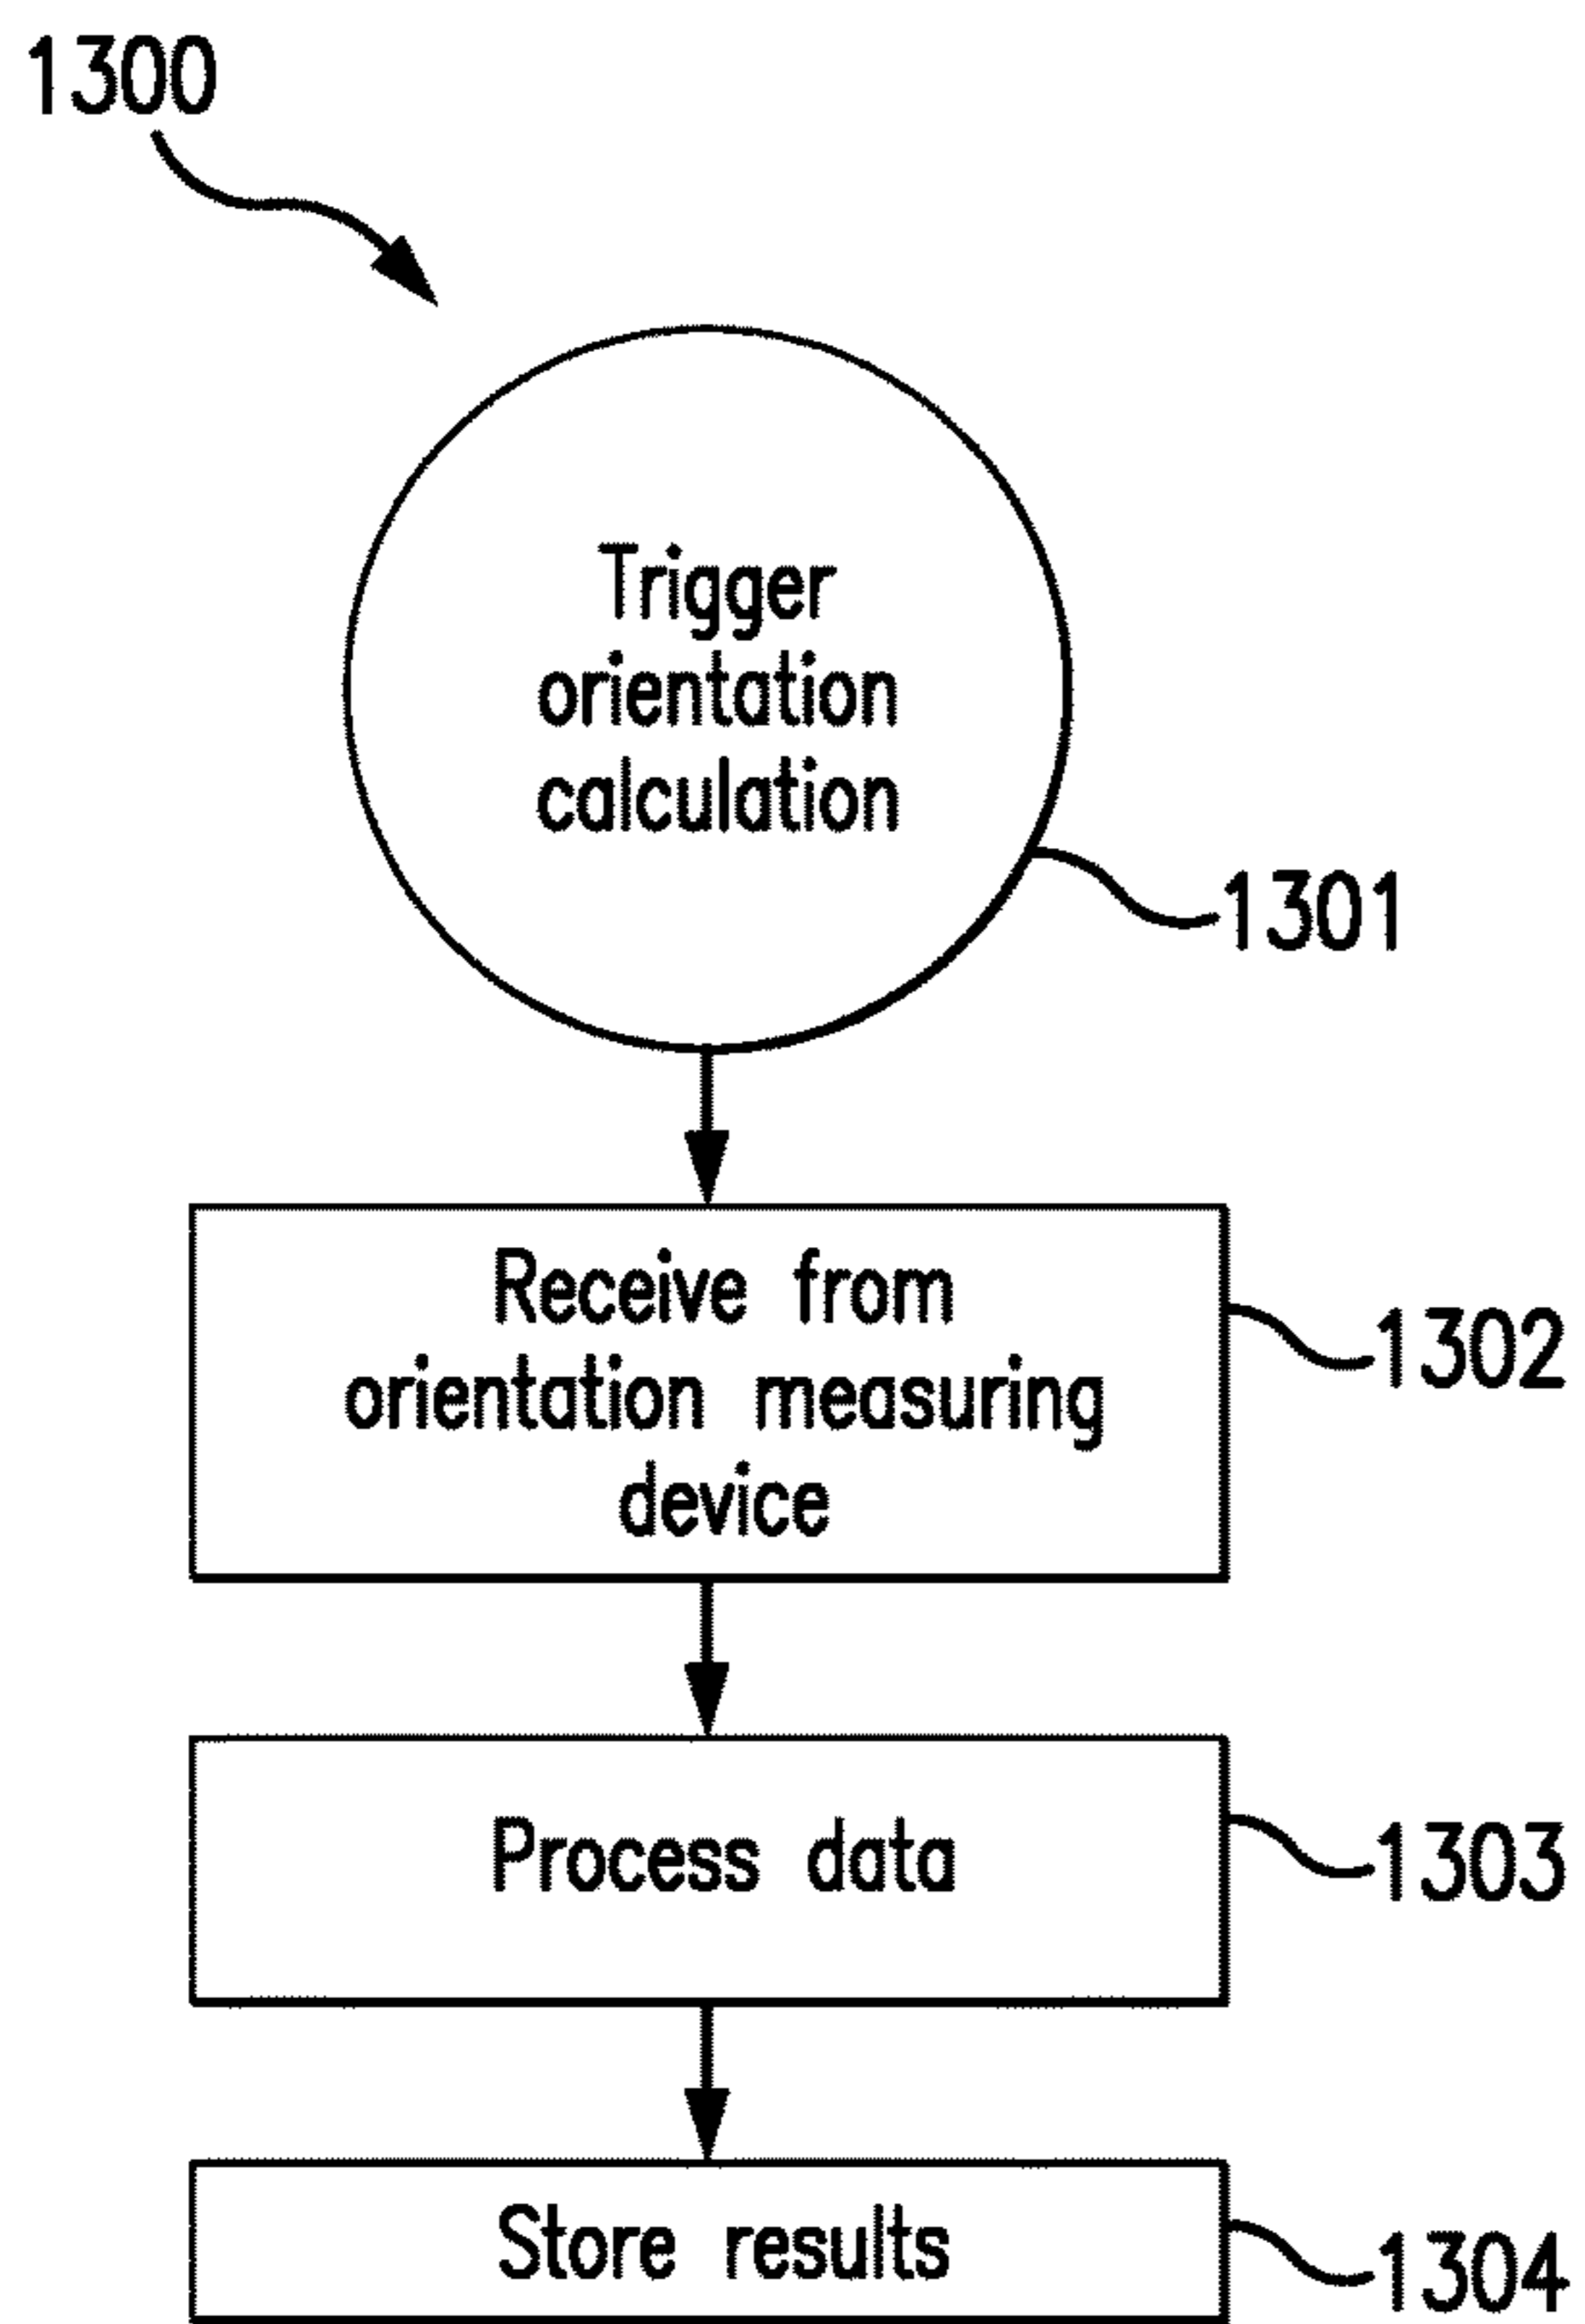 1300
Trigger
orientation
calculation
1301
Receive from
orientation measuring
device
1302
Process data
1303
Store results
1304